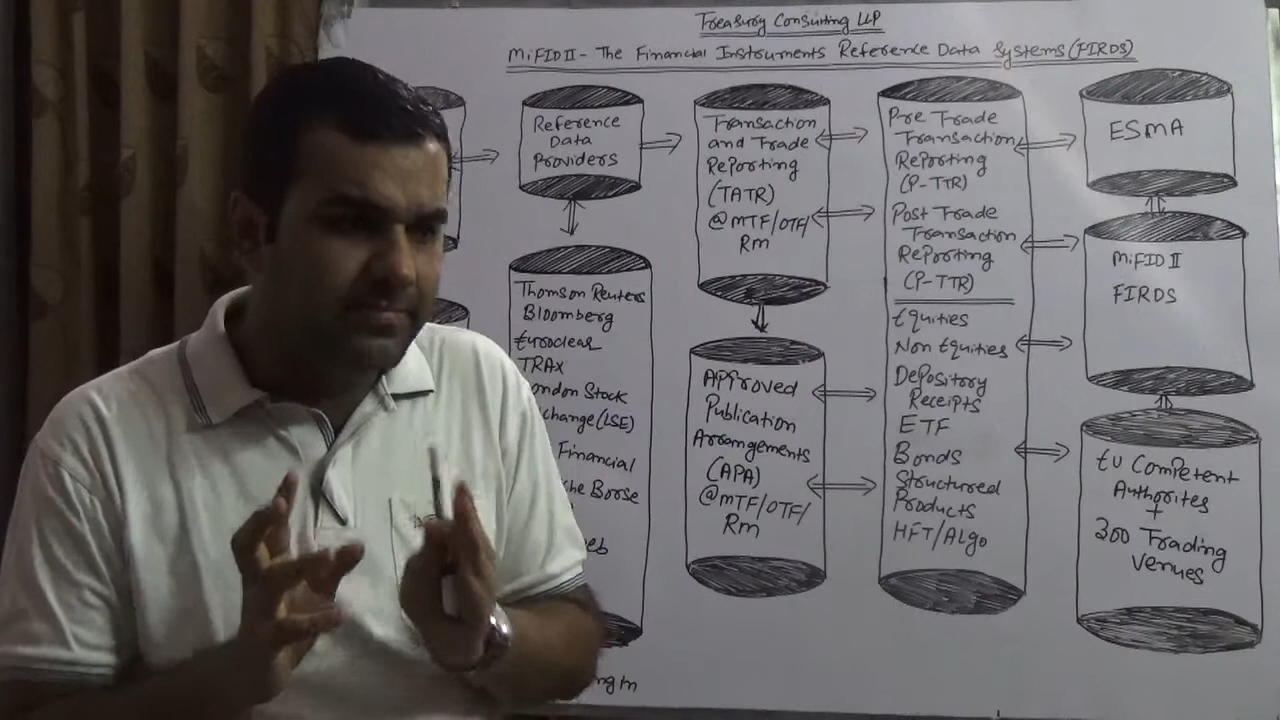 Treasury Consulting LLP
MiFID II - The Financial Instruments Reference Data Systems (FIRDS)
Reference
Data
Providers
Thomson Reuters
Bloomberg
Euroclear
TRAX
London Stock
change (LSE)
Financial
che Borse
Transaction
and Trade
Reporting
(TATR)
@MTF/OTF/
Rm
Approved
Publication
Arrangements
(APA)
@MTF/OTF/
Rm
Pre Trade
Transaction
Reporting
(P-TTR)
Post Trade
Transaction
Reporting
(P-TTR)
Equities
Non Equities
Depository
Receipts
ETF
Bonds
Structured
Products
HFT/Algo
ESMA
MiFID II
FIRDS
EU Competent
Authorites
+
300 Trading
Venues